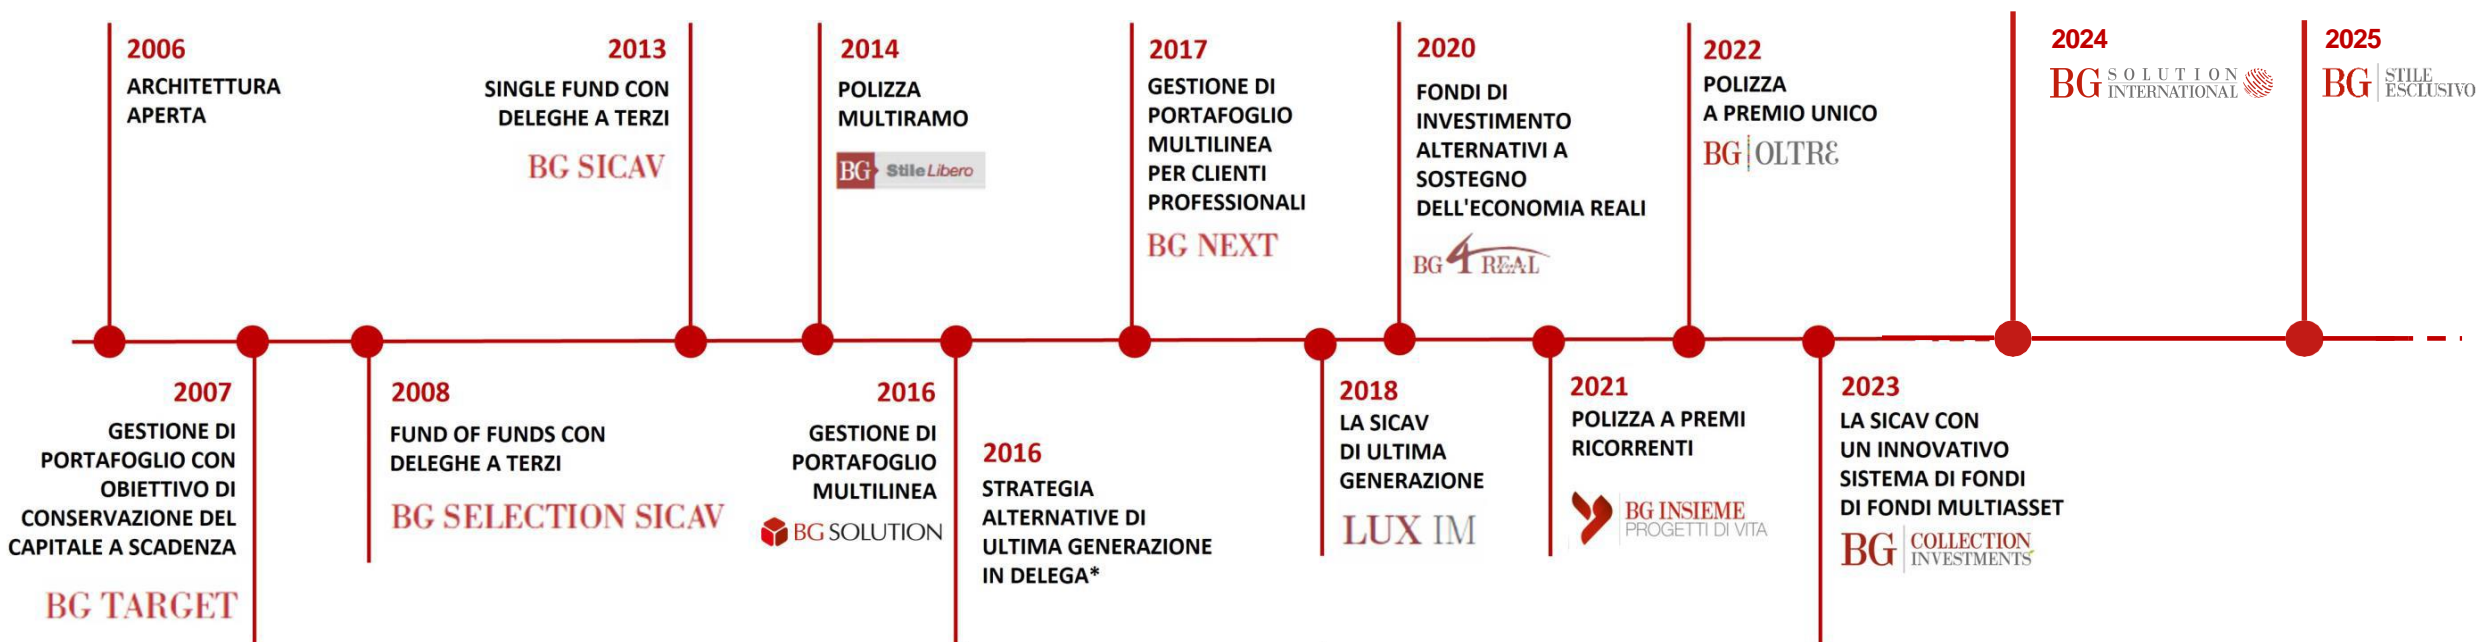 2006
ARCHITETTURA
APERTA
2013
SINGLE FUND CON
DELEGHE A TERZI
BG SICAV
2014
POLIZZA
MULTIRAMO
BG Stile Libero
2017
GESTIONE DI
PORTAFOGLIO
MULTILINEA
PER CLIENTI
PROFESSIONALI
BG NEXT
2020
FONDI DI
INVESTIMENTO
ALTERNATIVI A
SOSTEGNO
DELL'ECONOMIA REALI
BG 4 REAL
2022
POLIZZA
A PREMIO UNICO
BG OLTRE
2024
BG SOLUTION
INTERNATIONAL
2025
BG STILE
ESCLUSIVO
2007
GESTIONE DI
PORTAFOGLIO CON
OBIETTIVO DI
CONSERVAZIONE DEL
CAPITALE A SCADENZA
BG TARGET
2008
FUND OF FUNDS CON
DELEGHE A TERZI
BG SELECTION SICAV
2016
GESTIONE DI
PORTAFOGLIO
MULTILINEA
BG SOLUTION
2016
STRATEGIA
ALTERNATIVE DI
ULTIMA GENERAZIONE
IN DELEGA*
2018
LA SICAV
DI ULTIMA
GENERAZIONE
LUX IM
2021
POLIZZA A PREMI
RICORRENTI
BG INSIEME
PROGETTI DI VITA
2023
LA SICAV CON
UN INNOVATIVO
SISTEMA DI FONDI
DI FONDI MULTIASSET
BG COLLECTION
INVESTMENTS